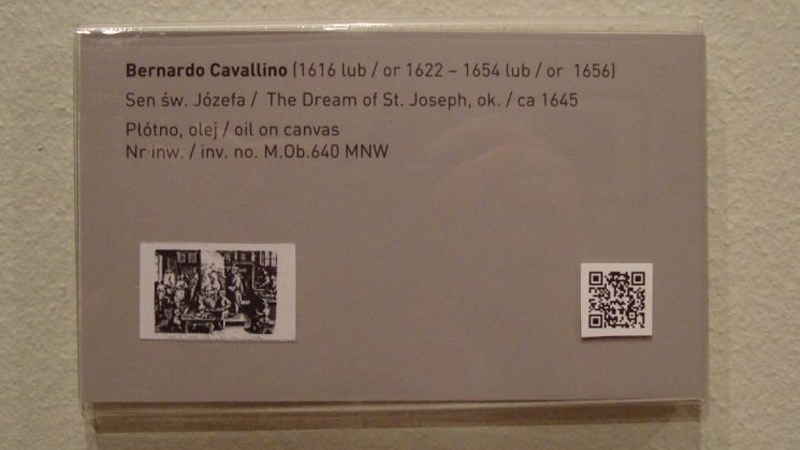 Bernardo Cavallino (1616 lub / or 1622 – 1654 lub / or 1656)
Sen św. Józefa / The Dream of St. Joseph, ok. / ca 1645
Płótno, olej / oil on canvas
Nr inw. / inv. no. M.Ob.640 MNW